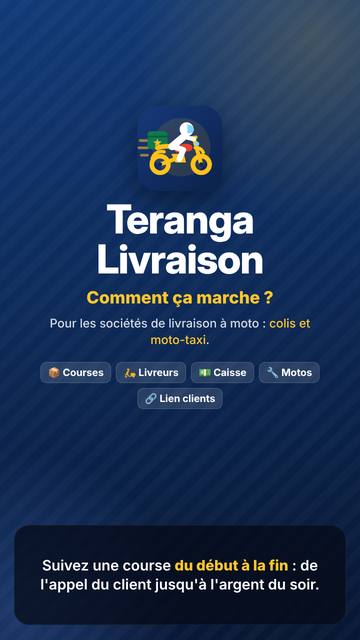 Teranga
Livraison
Comment ça marche ?
Pour les sociétés de livraison à moto : colis et
moto-taxi.
📦 Courses 🛵 Livreurs 💵 Caisse 🔧 Motos
🔗 Lien clients
Suivez une course du début à la fin : de
l'appel du client jusqu'à l'argent du soir.